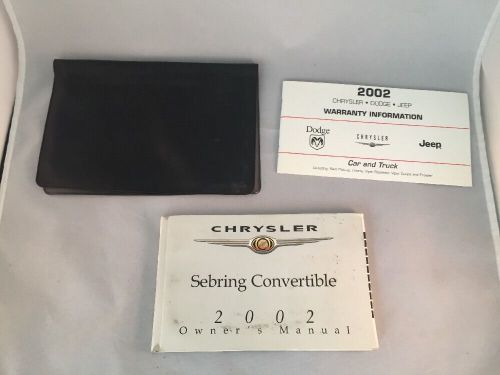 2002
CHRYSLER • DODGE • JEEP
WARRANTY INFORMATION
Dodge
CHRYSLER
Jeep
Car and Truck
CHRYSLER
Sebring Convertible
2002
Owner's Manual